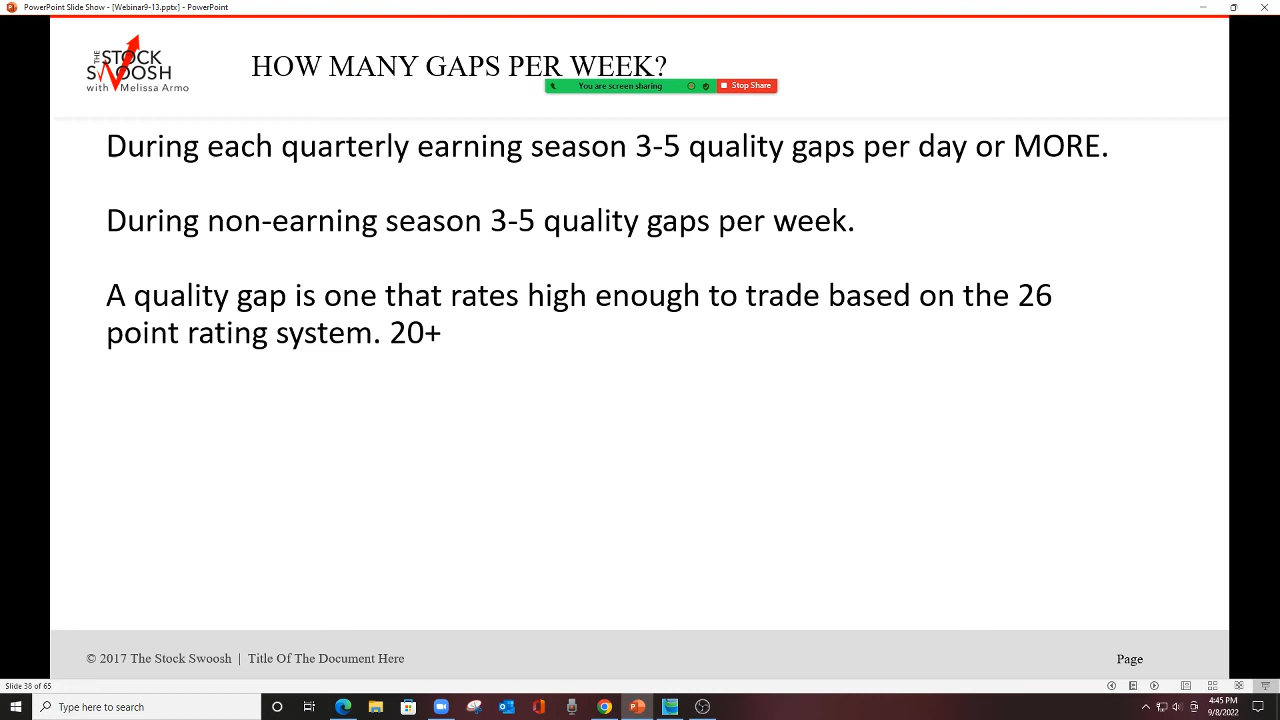 PowerPoint Slide Show - [Webinar9-13.pptx] - PowerPoint
THE
STOCK
SWOOSH
with Melissa Armo
HOW MANY GAPS PER WEEK?
You are screen sharing
Stop Share
During each quarterly earning season 3-5 quality gaps per day or MORE.
During non-earning season 3-5 quality gaps per week.
A quality gap is one that rates high enough to trade based on the 26
point rating system. 20+
© 2017 The Stock Swoosh | Title Of The Document Here
Page
Slide 38 of 65
Type here to search
4:45 PM
9/8/2022